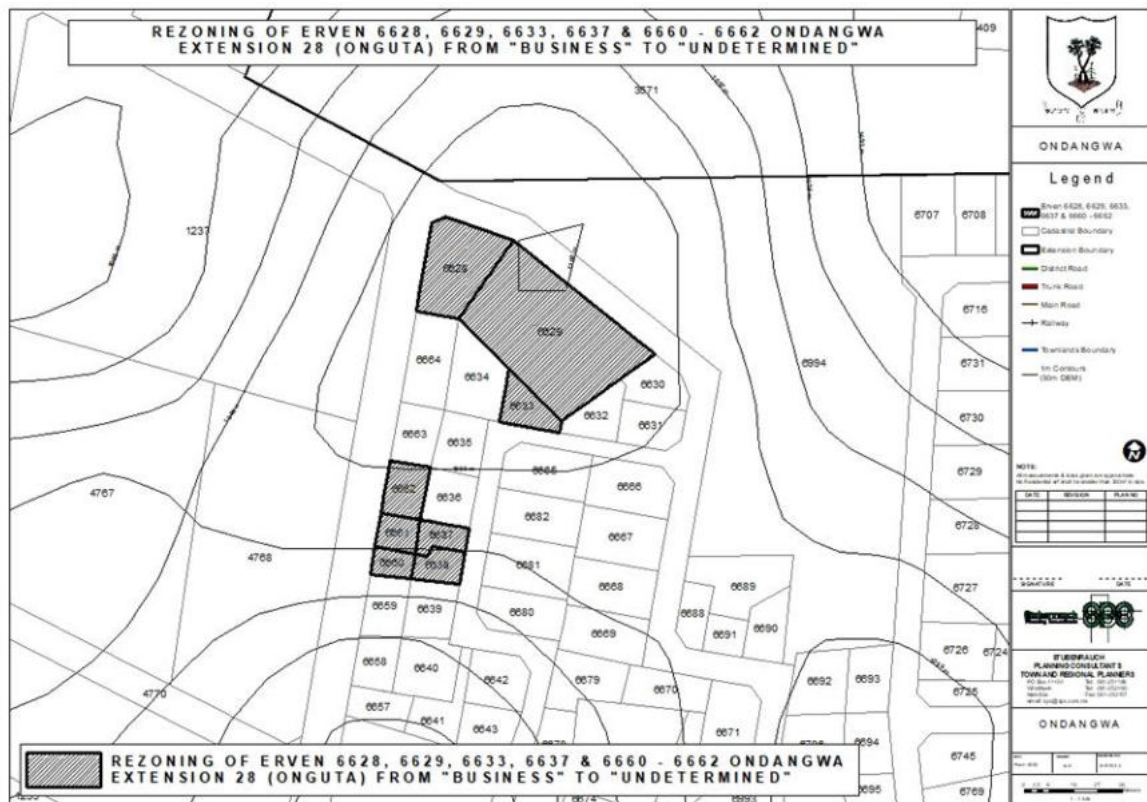 REZONING OF ERVEN 6628, 6629, 6633, 6637 & 6660 - 6662 ONDANGWA
EXTENSION 28 (ONGUTA) FROM "BUSINESS" TO "UNDETERMINED"
409
3571
1237
6707
6708
6628
6629
6716
6664
6634
6994
6731
6630
6633
6632
6631
6730
6663
6635
6665
6729
6662
6636
6666
4767
6682
6728
6661
6637
6667
4768
6681
6660
6638
6668
6689
6727
6659
6639
6680
6688
6691
6690
6669
6726
6724
6658
6640
6642
6679
6670
6692
6693
6725
4770
6657
6641
6643
6671
6694
6745
6695
6769
REZONING OF ERVEN 6628, 6629, 6633, 6637 & 6660 - 6662 ONDANGWA
EXTENSION 28 (ONGUTA) FROM "BUSINESS" TO "UNDETERMINED"
ONDANGWA
Legend
Erven 6628, 6629, 6633,
6637 & 6660 - 6662
Cadastral Boundary
Extension Boundary
District Road
Trunk Road
Main Road
Railway
Townlands Boundary
1m Contours
N
NOTE:
DATE REVISION PLAN NO
SIGNATURE DATE
STUBENRAUCH
PLANNING CONSULTANTS
TOWN AND REGIONAL PLANNERS
ONDANGWA